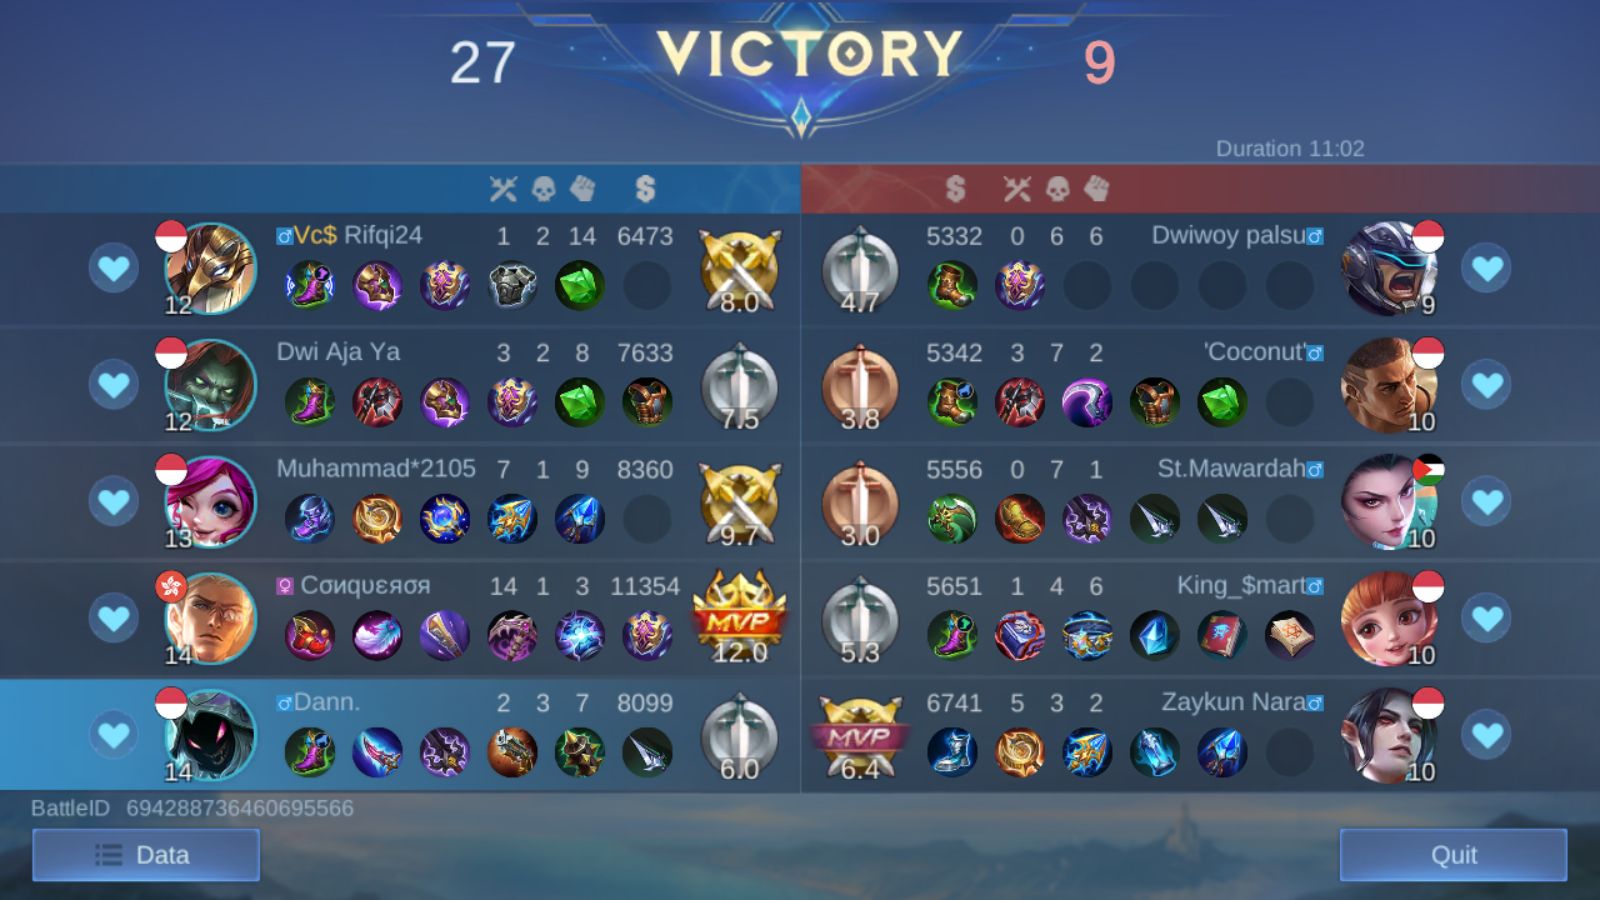 27 VICTORY 9
Duration 11:02
Vc$ Rifqi24 1 2 14 6473
12 8.0
4.7 5332 0 6 6 Dwiwoy palsu 9
Dwi Aja Ya 3 2 8 7633
12 7.5
3.8 5342 3 7 2 'Coconut' 10
Muhammad*2105 7 1 9 8360
13 9.7
3.0 5556 0 7 1 St.Mawardah 10
Cσиqυεяσя 14 1 3 11354
14 MVP 12.0
5.3 5651 1 4 6 King_$mart 10
Dann. 2 3 7 8099
14 6.0
MVP 6.4 6741 5 3 2 Zaykun Nara 10
BattleID 694288736460695566
Data
Quit